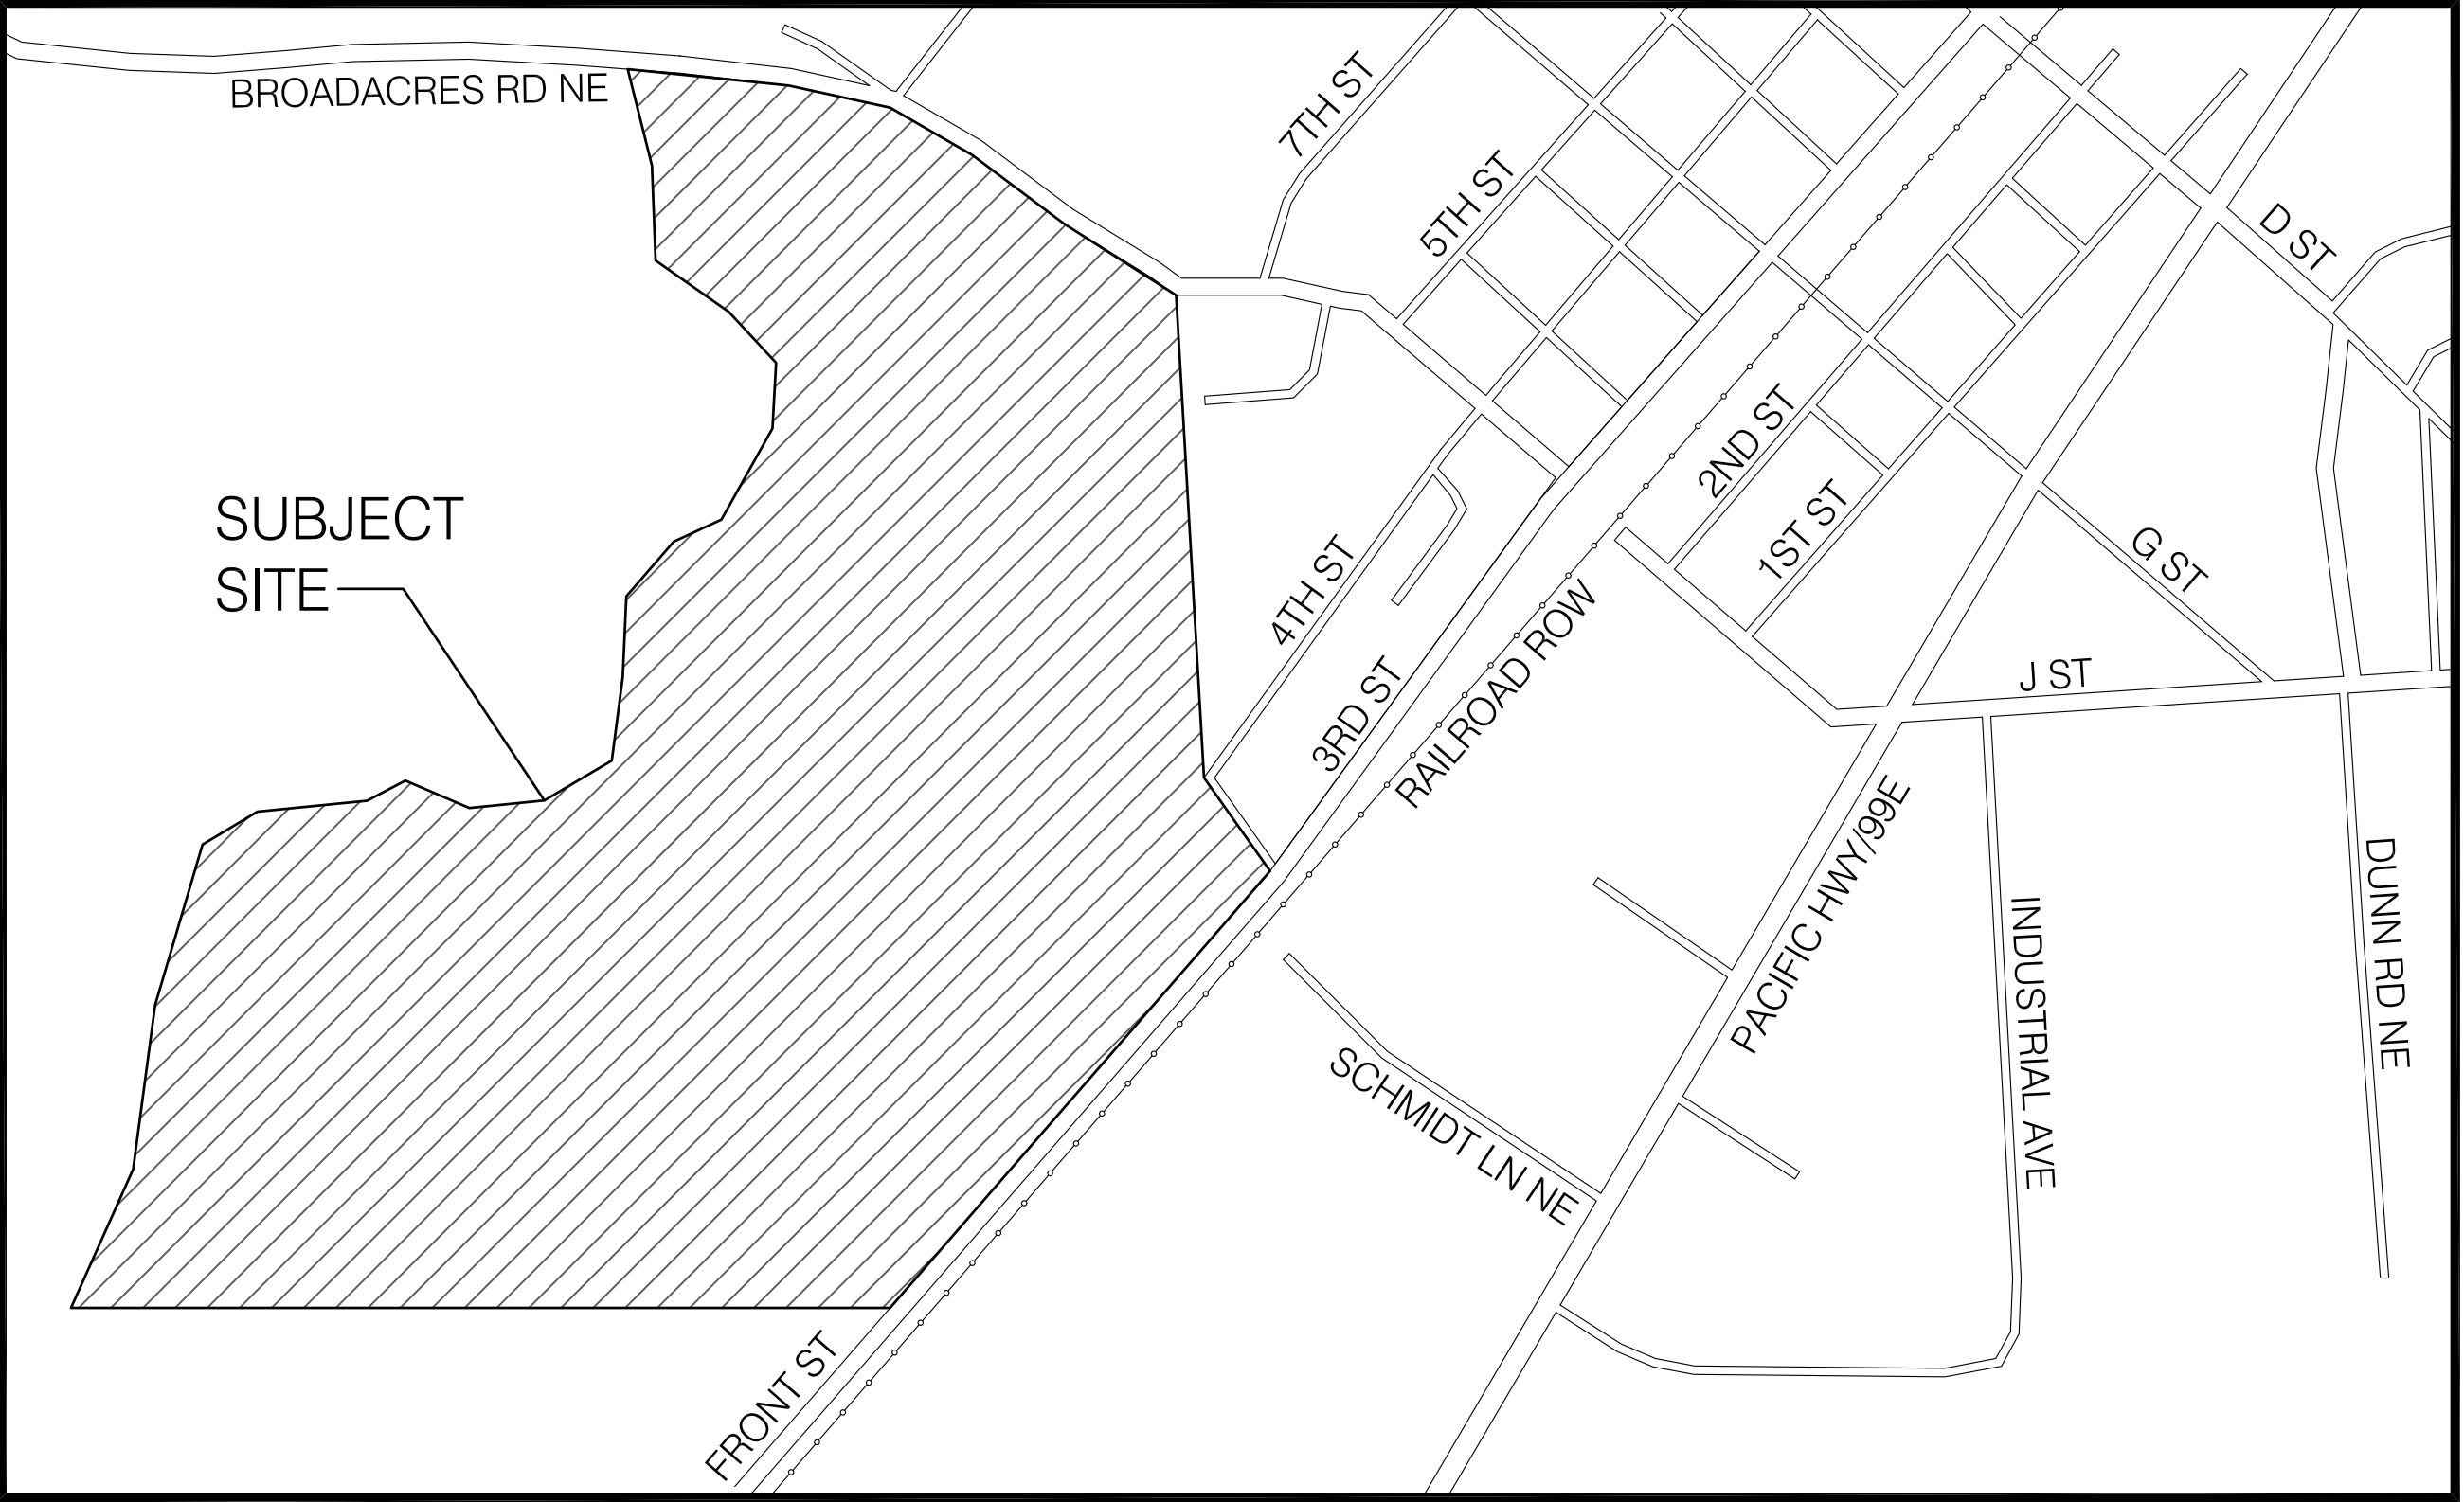 BROADACRES RD NE
7TH ST
5TH ST
D ST
SUBJECT
SITE
2ND ST
1ST ST
G ST
4TH ST
3RD ST
RAILROAD ROW
J ST
PACIFIC HWY/99E
INDUSTRIAL AVE
DUNN RD NE
SCHMIDT LN NE
FRONT ST